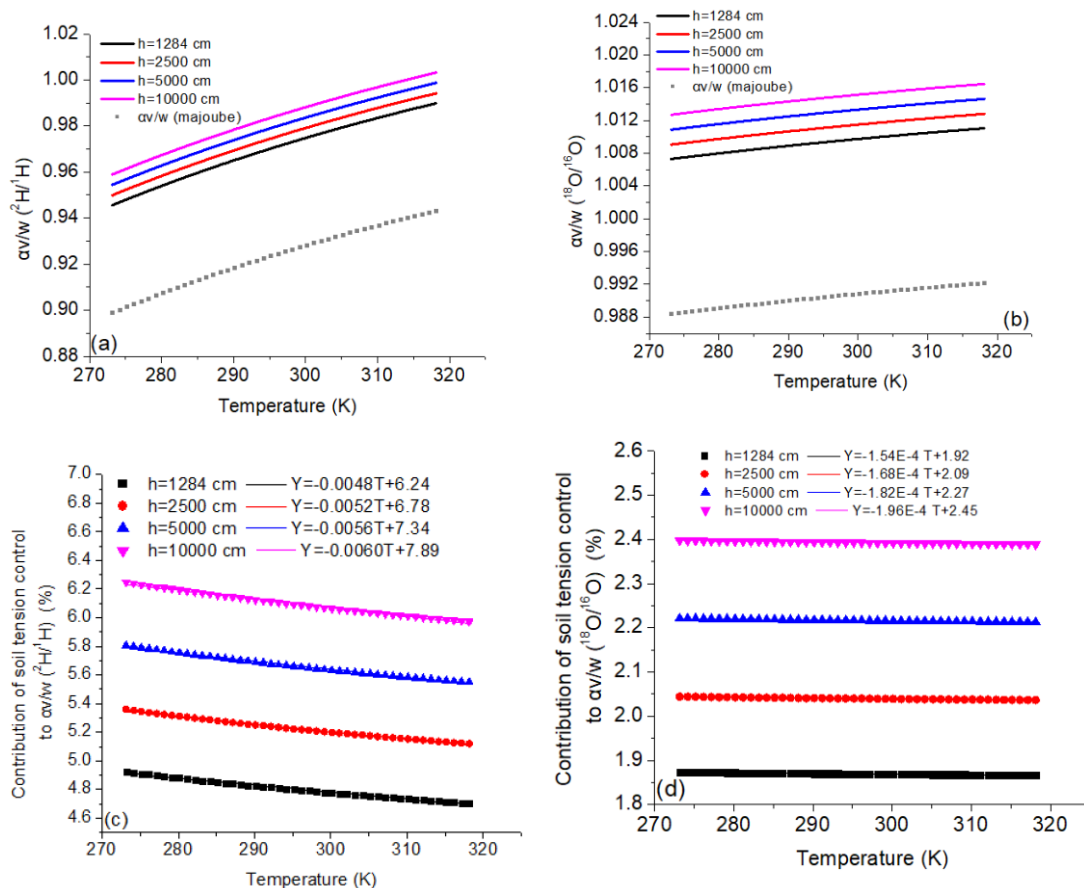 1.02
1.00
0.98
0.96
0.94
0.92
0.90
0.88
αv/w (²H/¹H)
h=1284 cm
h=2500 cm
h=5000 cm
h=10000 cm
αv/w (majoube)
(a)
270 280 290 300 310 320
Temperature (K)
1.024
1.020
1.016
1.012
1.008
1.004
1.000
0.996
0.992
0.988
αv/w (¹⁸O/¹⁶O)
h=1284 cm
h=2500 cm
h=5000 cm
h=10000 cm
αv/w (majoube)
(b)
270 280 290 300 310 320
Temperature (K)
7.0
6.8
6.6
6.4
6.2
6.0
5.8
5.6
5.4
5.2
5.0
4.8
4.6
Contribution of soil tension control
to αv/w (²H/¹H) (%)
h=1284 cm Y=-0.0048T+6.24
h=2500 cm Y=-0.0052T+6.78
h=5000 cm Y=-0.0056T+7.34
h=10000 cm Y=-0.0060T+7.89
(c)
270 280 290 300 310 320
Temperature (K)
2.6
2.5
2.4
2.3
2.2
2.1
2.0
1.9
1.8
Contribution of soil tension control
to αv/w (¹⁸O/¹⁶O) (%)
h=1284 cm Y=-1.54E-4 T+1.92
h=2500 cm Y=-1.68E-4 T+2.09
h=5000 cm Y=-1.82E-4 T+2.27
h=10000 cm Y=-1.96E-4 T+2.45
(d)
270 280 290 300 310 320
Temperature (K)